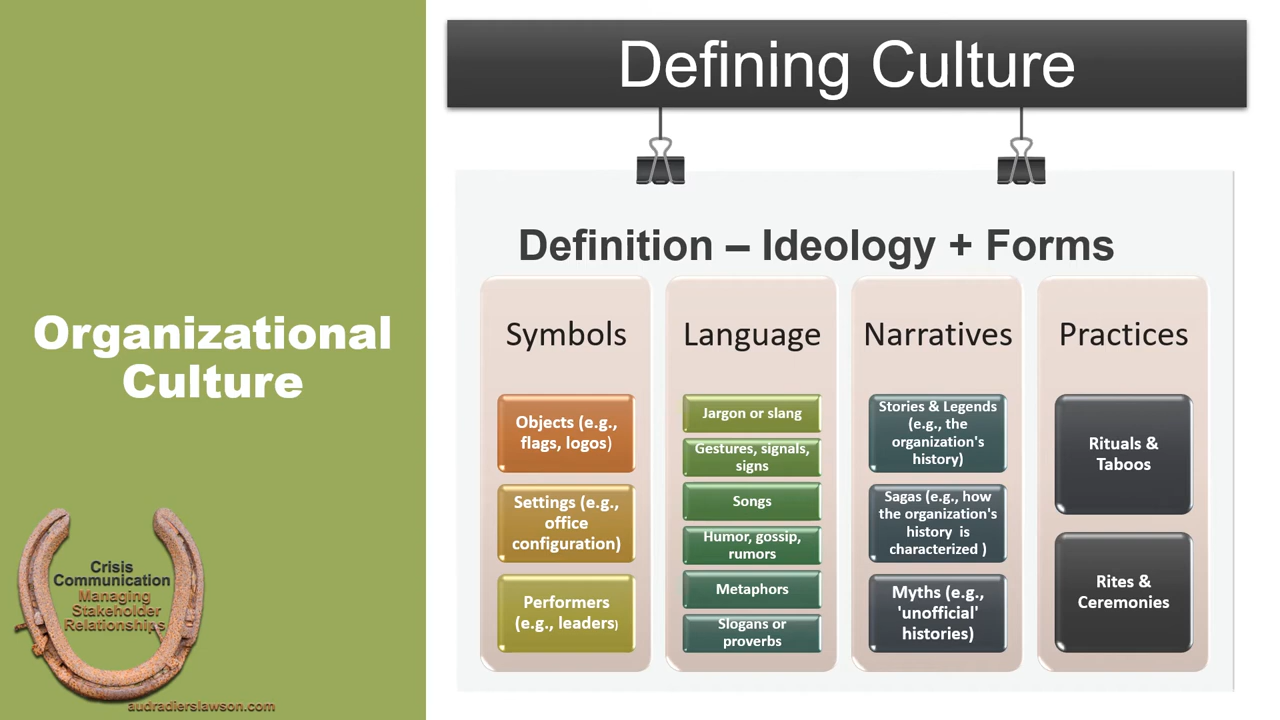 Defining Culture
Organizational
Culture
Definition – Ideology + Forms
Symbols
Objects (e.g.,
flags, logos)
Settings (e.g.,
office
configuration)
Performers
(e.g., leaders)
Language
Jargon or slang
Gestures, signals,
signs
Songs
Humor, gossip,
rumors
Metaphors
Slogans or
proverbs
Narratives
Stories & Legends
(e.g., the
organization's
history)
Sagas (e.g., how
the organization's
history is
characterized )
Myths (e.g.,
'unofficial'
histories)
Practices
Rituals &
Taboos
Rites &
Ceremonies
Crisis
Communication
Managing
Stakeholder
Relationships
audradierslawson.com